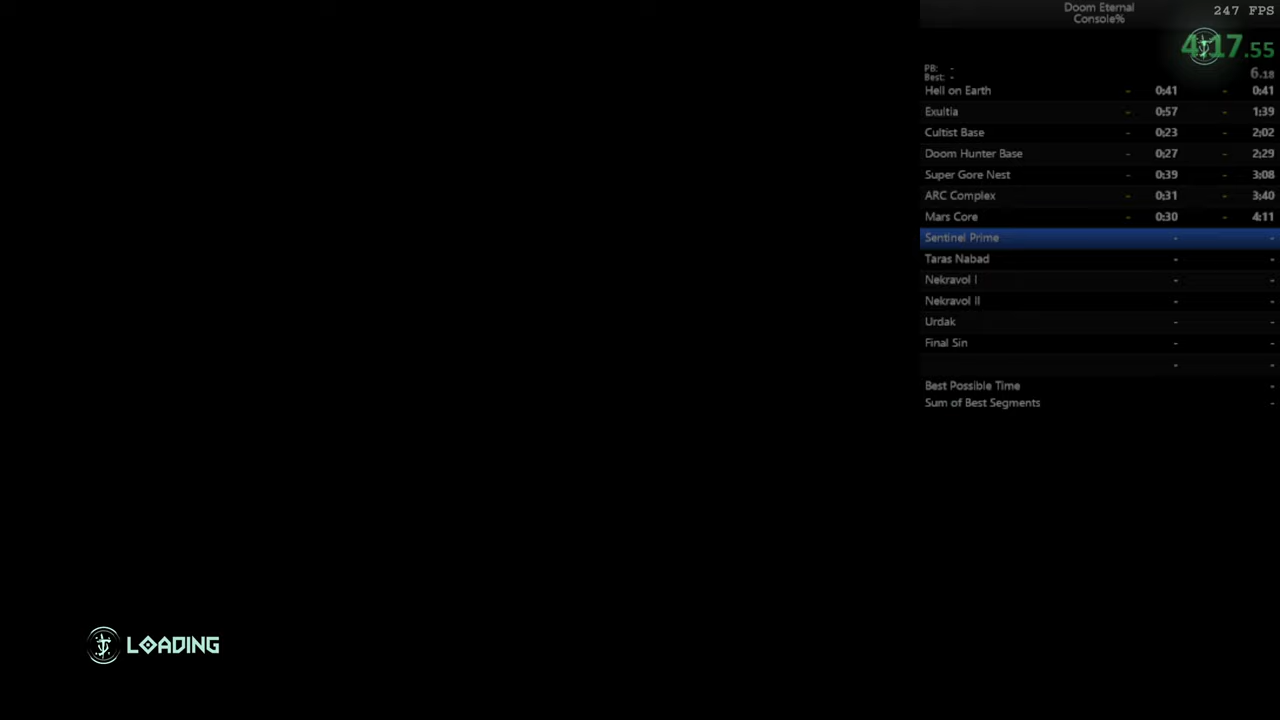 Doom Eternal
247 FPS
Console%
4:17.55
PB: -
Best: -
6.18
Hell on Earth - 0:41 - 0:41
Exultia - 0:57 - 1:39
Cultist Base - 0:23 - 2:02
Doom Hunter Base - 0:27 - 2:29
Super Gore Nest - 0:39 - 3:08
ARC Complex - 0:31 - 3:40
Mars Core - 0:30 - 4:11
Sentinel Prime - -
Taras Nabad - -
Nekravol I - -
Nekravol II - -
Urdak - -
Final Sin - -
- -
Best Possible Time -
Sum of Best Segments -
LOADING